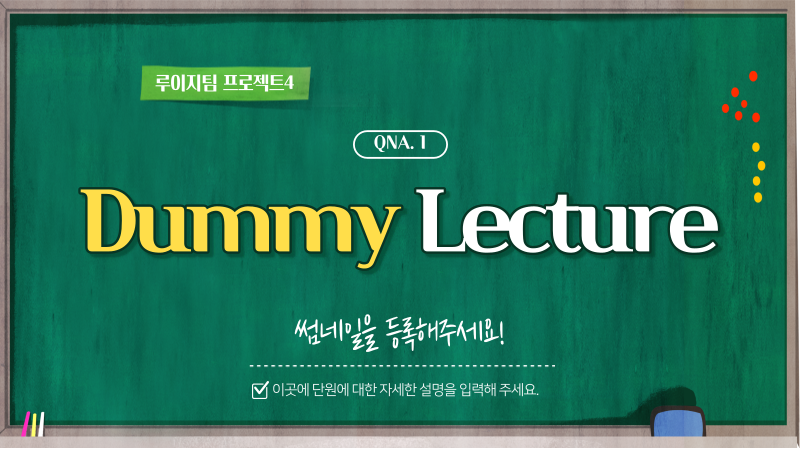 루이지팀 프로젝트4
QNA. 1
Dummy Lecture
썸네일을 등록해주세요!
이곳에 단원에 대한 자세한 설명을 입력해 주세요.